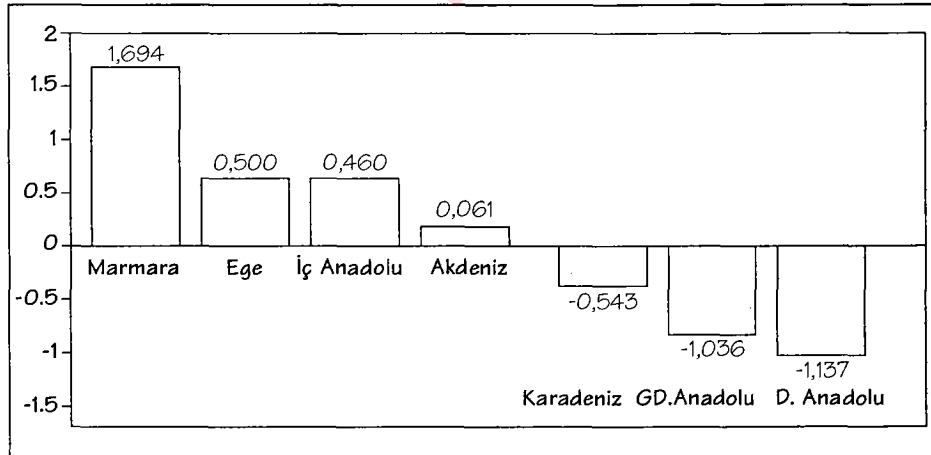 2
1,694
1.5
1
0,500
0,460
0.5
0,061
0
Marmara
Ege
İç Anadolu
Akdeniz
-0.5
-0,543
-1
-1,036
-1,137
Karadeniz
GD.Anadolu
D. Anadolu
-1.5